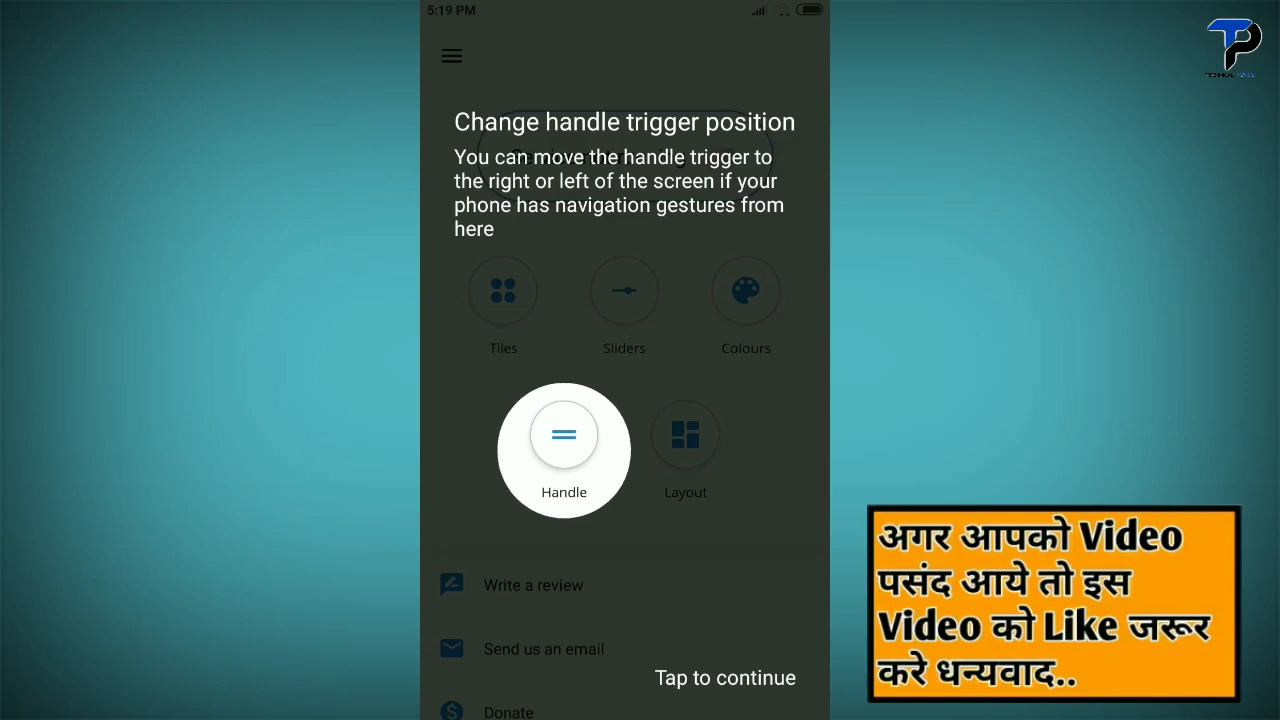 5:19 PM
Change handle trigger position
You can move the handle trigger to
the right or left of the screen if your
phone has navigation gestures from
here
Tiles
Sliders
Colours
Handle
Layout
Write a review
Send us an email
Tap to continue
Donate
अगर आपको Video
पसंद आये तो इस
Video को Like जरूर
करे धन्यवाद..